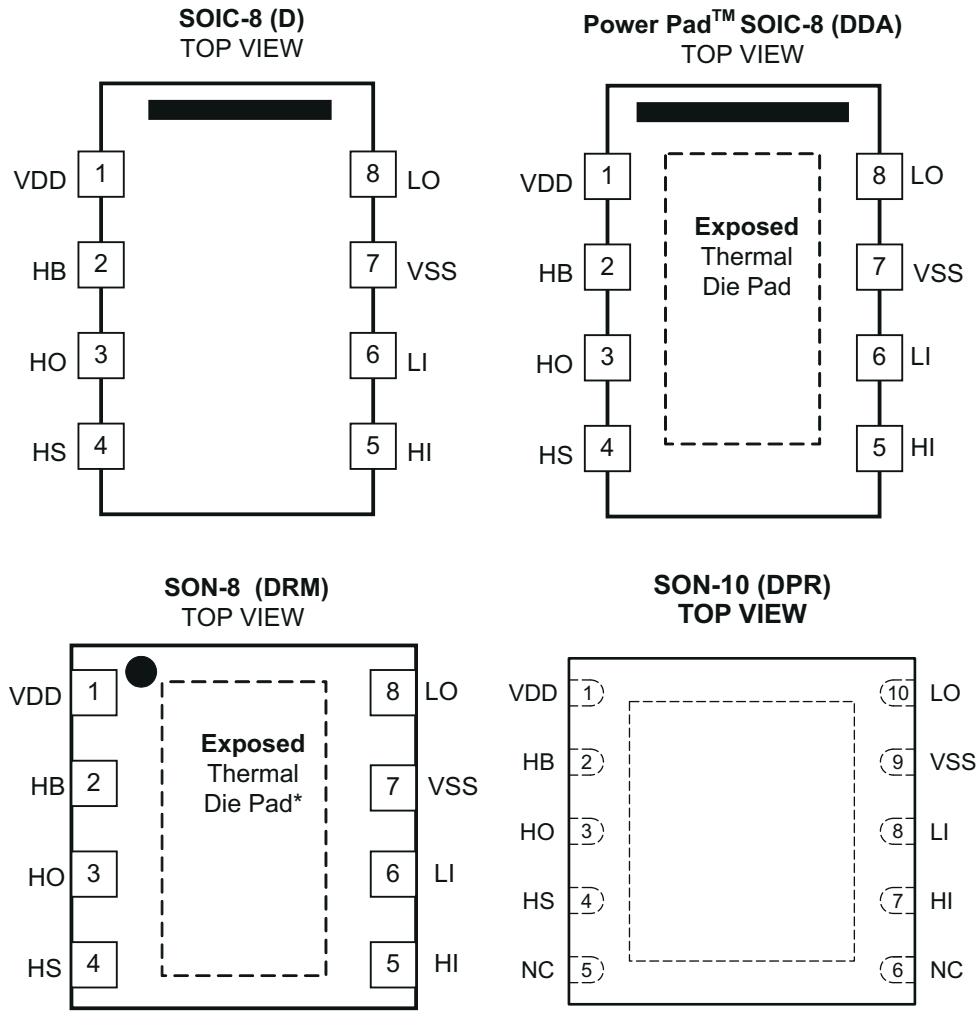 SOIC-8 (D)
TOP VIEW
VDD 1 8 LO
HB 2 7 VSS
HO 3 6 LI
HS 4 5 HI
Power Pad™ SOIC-8 (DDA)
TOP VIEW
VDD 1 8 LO
Exposed
Thermal
Die Pad
HB 2 7 VSS
HO 3 6 LI
HS 4 5 HI
SON-8 (DRM)
TOP VIEW
VDD 1 8 LO
Exposed
Thermal
Die Pad*
HB 2 7 VSS
HO 3 6 LI
HS 4 5 HI
SON-10 (DPR)
TOP VIEW
VDD 1 10 LO
HB 2 9 VSS
HO 3 8 LI
HS 4 7 HI
NC 5 6 NC